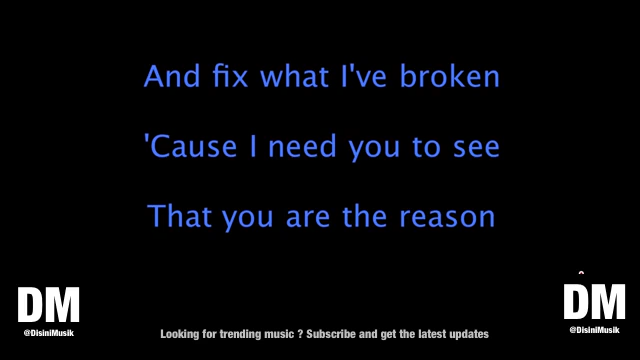 And fix what I've broken
'Cause I need you to see
That you are the reason
DM
@DisiniMusik
DM
@DisiniMusik
Looking for trending music ? Subscribe and get the latest updates